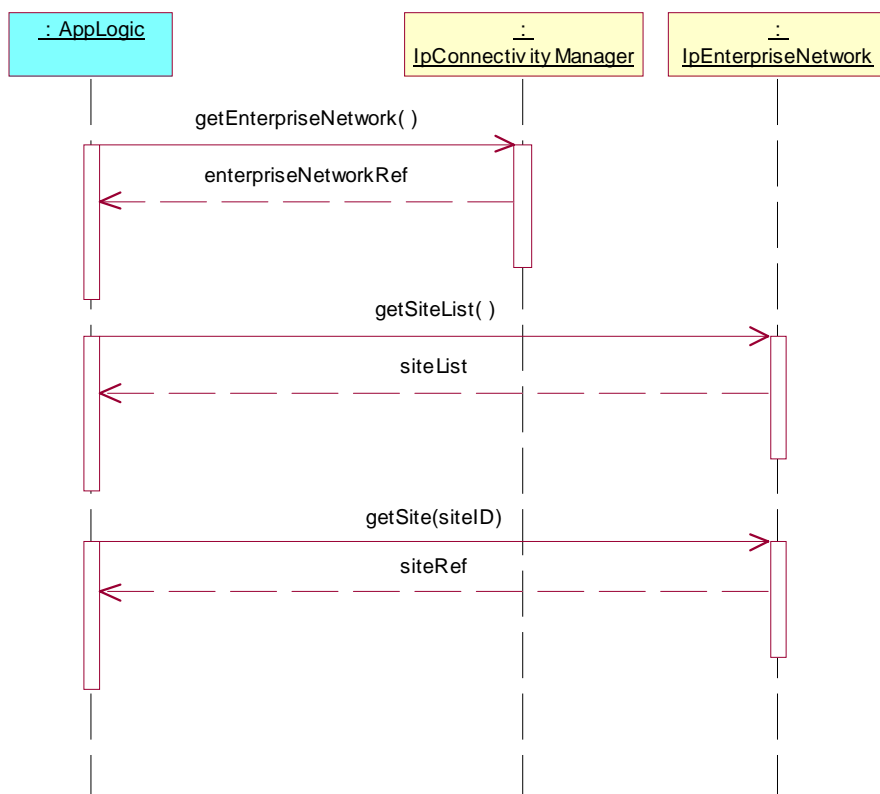 : AppLogic
:
IpConnectivityManager
:
IpEnterpriseNetwork
getEnterpriseNetwork( )
enterpriseNetworkRef
getSiteList( )
siteList
getSite(siteID)
siteRef